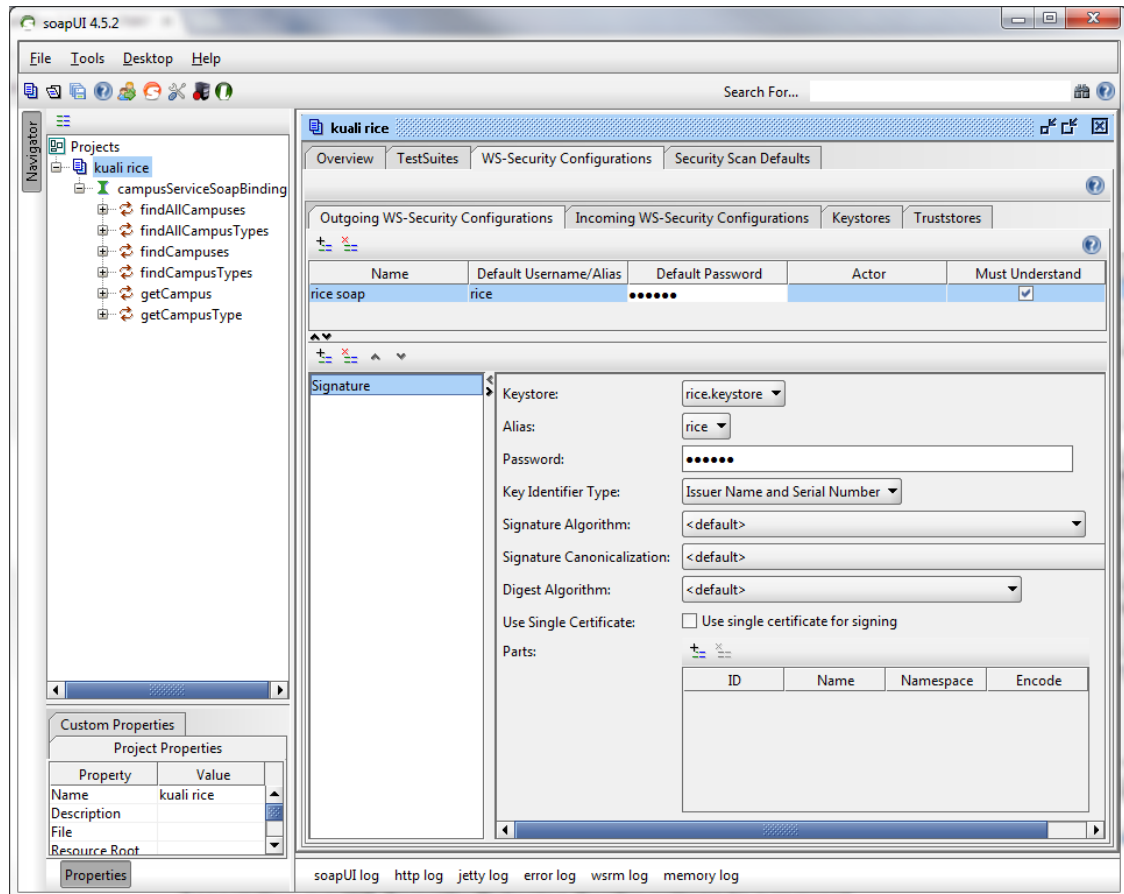 soapUI 4.5.2
File Tools Desktop Help
Search For...
Navigator
Projects
kuali rice
campusServiceSoapBinding
findAllCampuses
findAllCampusTypes
findCampuses
findCampusTypes
getCampus
getCampusType
Custom Properties
Project Properties
Property Value
Name kuali rice
Description
File
Resource Root
Properties
kuali rice
Overview TestSuites WS-Security Configurations Security Scan Defaults
Outgoing WS-Security Configurations Incoming WS-Security Configurations Keystores Truststores
Name Default Username/Alias Default Password Actor Must Understand
rice soap rice ●●●●●●
Signature
Keystore: rice.keystore
Alias: rice
Password: ●●●●●●
Key Identifier Type: Issuer Name and Serial Number
Signature Algorithm: <default>
Signature Canonicalization: <default>
Digest Algorithm: <default>
Use Single Certificate: Use single certificate for signing
Parts:
ID Name Namespace Encode
soapUI log http log jetty log error log wsrm log memory log